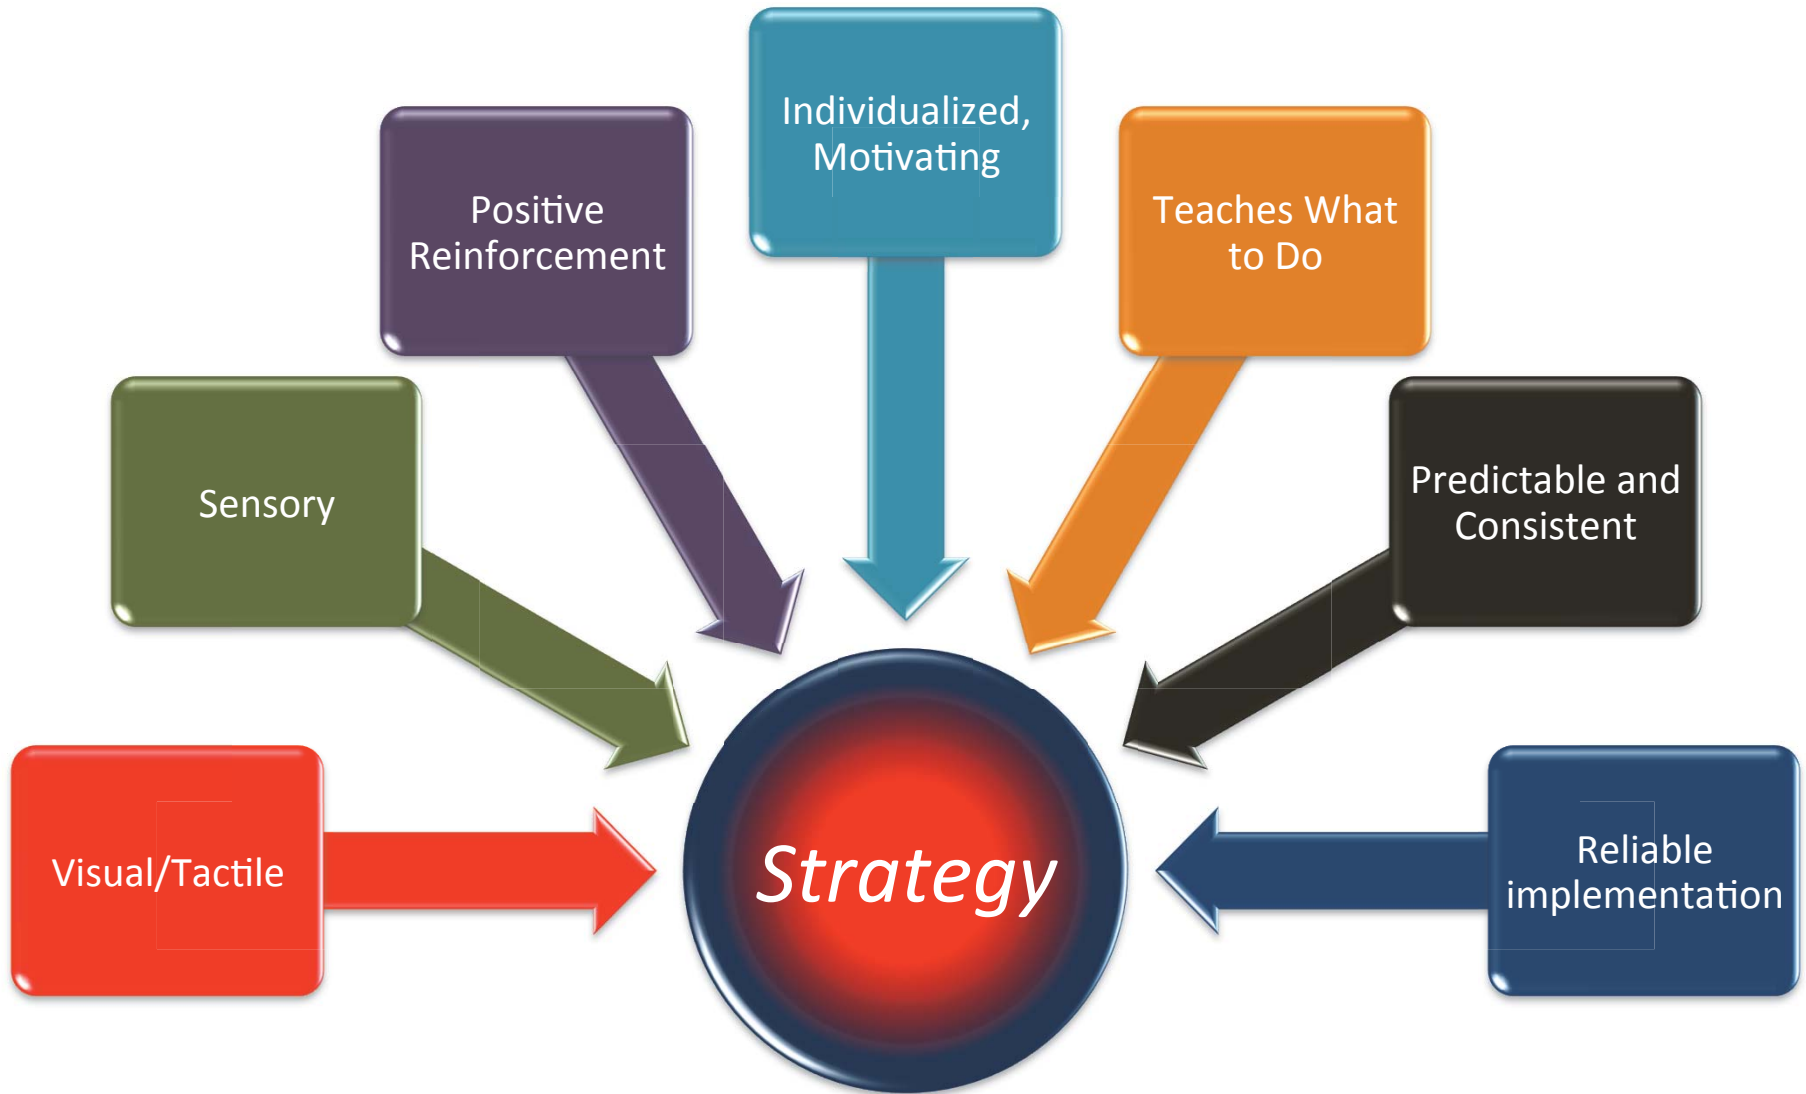 Individualized,
Motivating
Positive
Reinforcement
Teaches What
to Do
Sensory
Predictable and
Consistent
Visual/Tactile
Strategy
Reliable
implementation